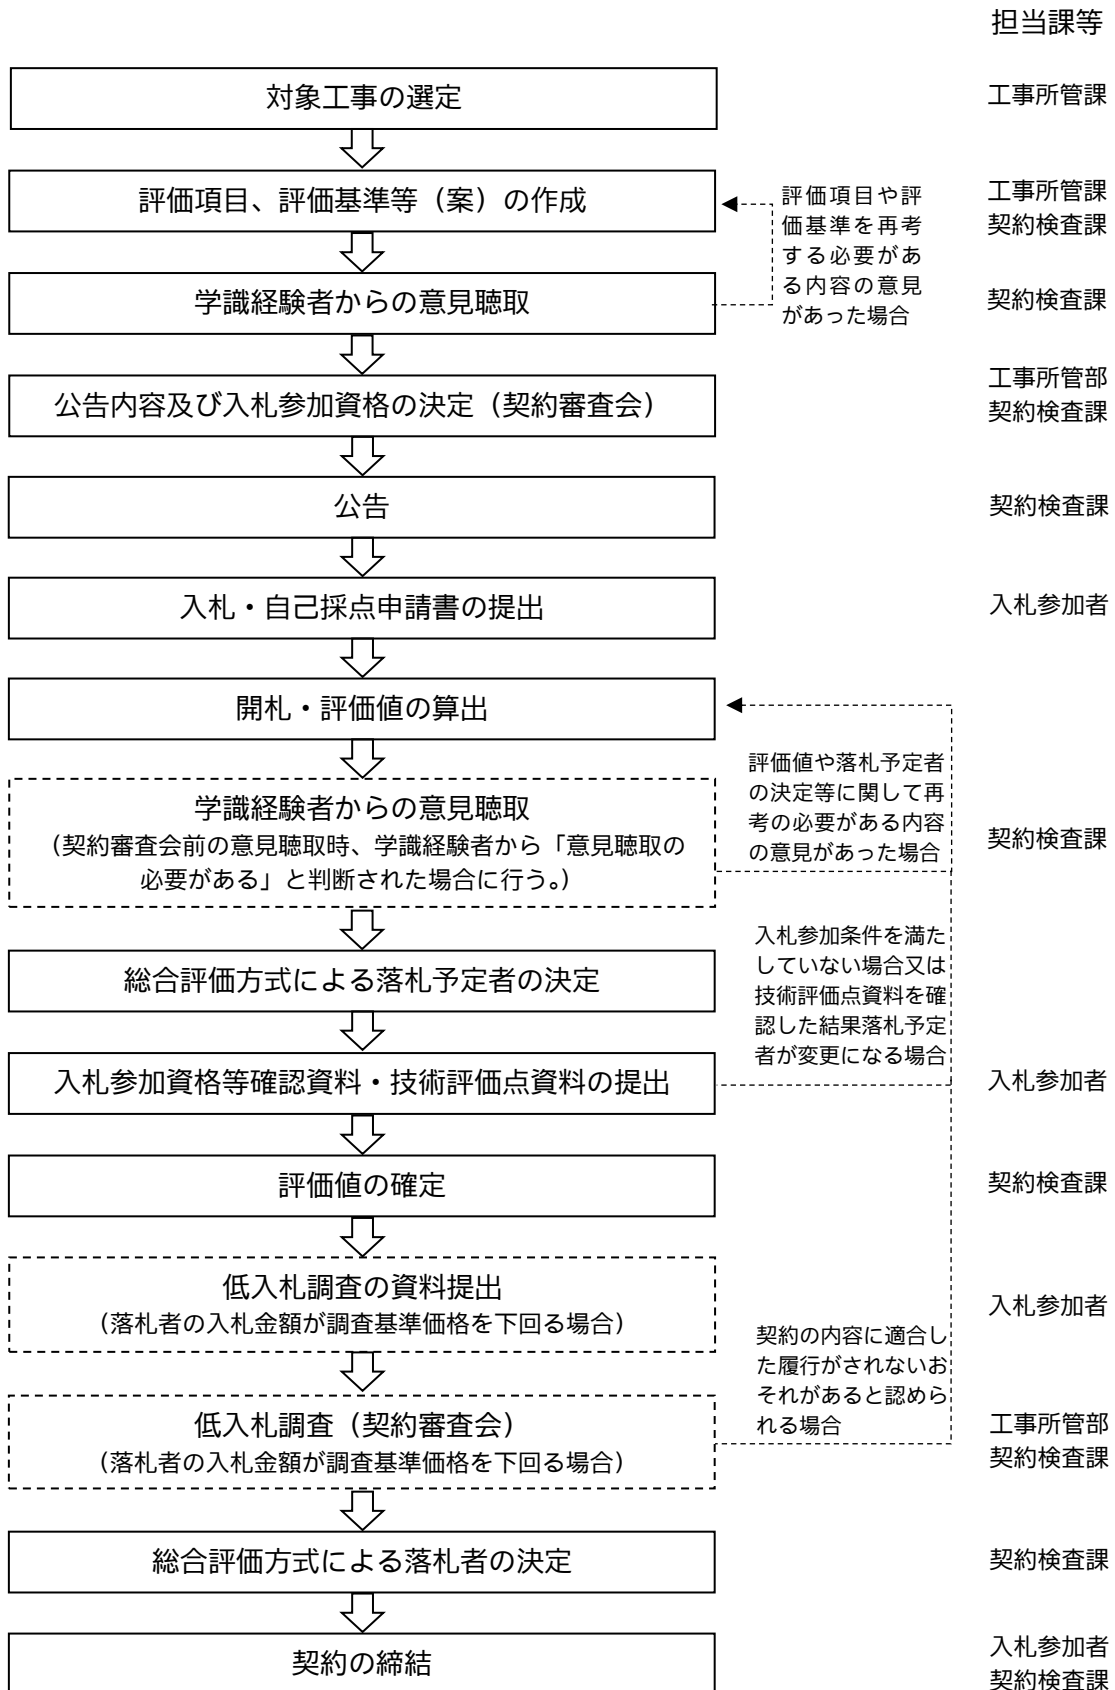 担当課等
対象工事の選定
工事所管課
評価項目、評価基準等（案）の作成
評価項目や評
価基準を再考
する必要があ
る内容の意見
があった場合
工事所管課
契約検査課
学識経験者からの意見聴取
契約検査課
公告内容及び入札参加資格の決定（契約審査会）
工事所管部
契約検査課
公告
契約検査課
入札・自己採点申請書の提出
入札参加者
開札・評価値の算出
評価値や落札予定者
の決定等に関して再
考の必要がある内容
の意見があった場合
学識経験者からの意見聴取
（契約審査会前の意見聴取時、学識経験者から「意見聴取の
必要がある」と判断された場合に行う。）
契約検査課
入札参加条件を満た
していない場合又は
技術評価点資料を確
認した結果落札予定
者が変更になる場合
総合評価方式による落札予定者の決定
入札参加資格等確認資料・技術評価点資料の提出
入札参加者
評価値の確定
契約検査課
低入札調査の資料提出
（落札者の入札金額が調査基準価格を下回る場合）
入札参加者
契約の内容に適合し
た履行がされないお
それがあると認めら
れる場合
低入札調査（契約審査会）
（落札者の入札金額が調査基準価格を下回る場合）
工事所管部
契約検査課
総合評価方式による落札者の決定
契約検査課
契約の締結
入札参加者
契約検査課